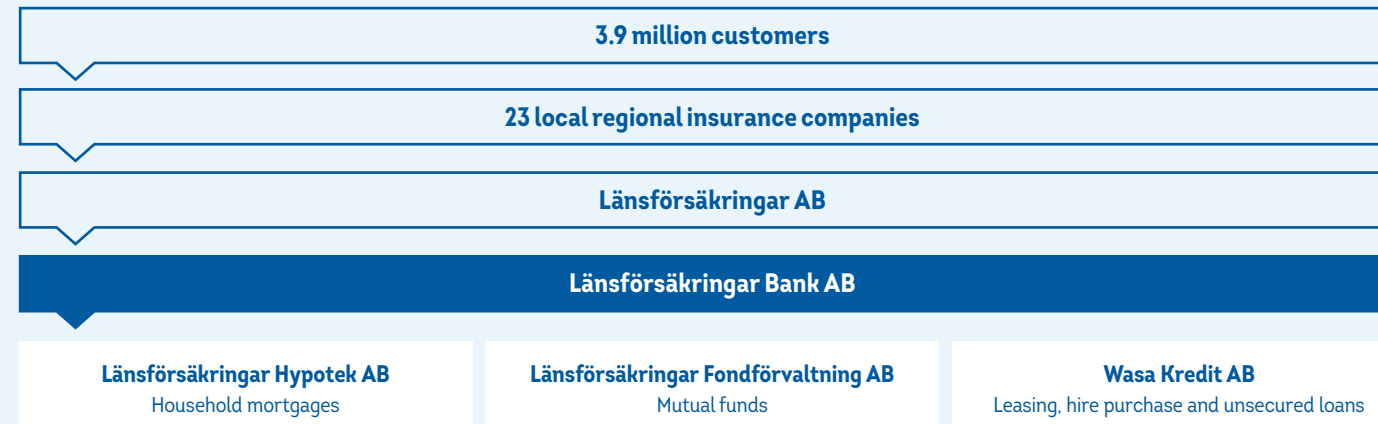 3.9 million customers
23 local regional insurance companies
Länsförsäkringar AB
Länsförsäkringar Bank AB
Länsförsäkringar Hypotek AB
Household mortgages
Länsförsäkringar Fondförvaltning AB
Mutual funds
Wasa Kredit AB
Leasing, hire purchase and unsecured loans